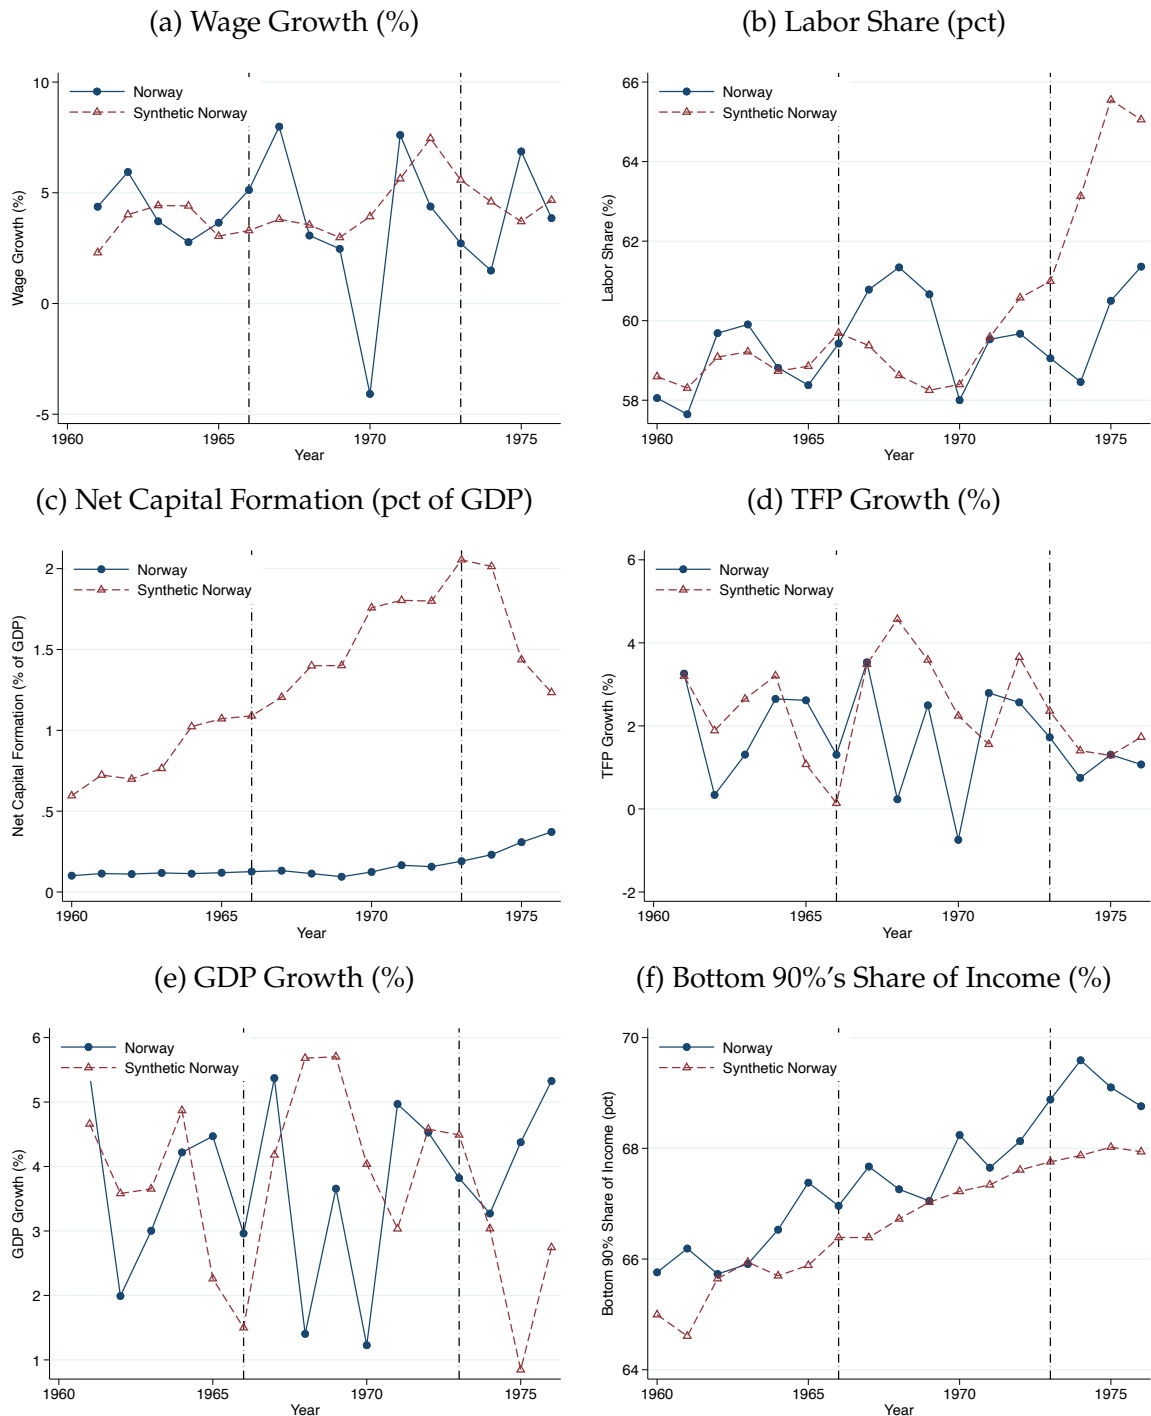 (a) Wage Growth (%)
Norway
Synthetic Norway
10
5
0
-5
Wage Growth (%)
1960
1965
1970
1975
Year
(b) Labor Share (pct)
Norway
Synthetic Norway
66
64
62
60
58
Labor Share (%)
1960
1965
1970
1975
Year
(c) Net Capital Formation (pct of GDP)
Norway
Synthetic Norway
2
1.5
1
.5
0
Net Capital Formation (% of GDP)
1960
1965
1970
1975
Year
(d) TFP Growth (%)
Norway
Synthetic Norway
6
4
2
0
-2
TFP Growth (%)
1960
1965
1970
1975
Year
(e) GDP Growth (%)
Norway
Synthetic Norway
6
5
4
3
2
1
GDP Growth (%)
1960
1965
1970
1975
Year
(f) Bottom 90%’s Share of Income (%)
Norway
Synthetic Norway
70
68
66
64
Bottom 90% Share of Income (pct)
1960
1965
1970
1975
Year